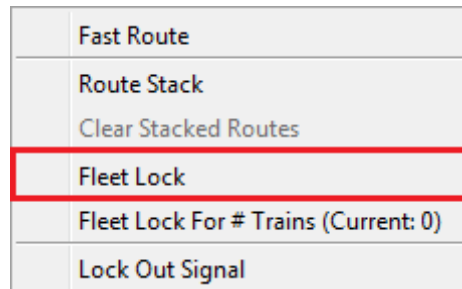 Fast Route
Route Stack
Clear Stacked Routes
Fleet Lock
Fleet Lock For # Trains (Current: 0)
Lock Out Signal